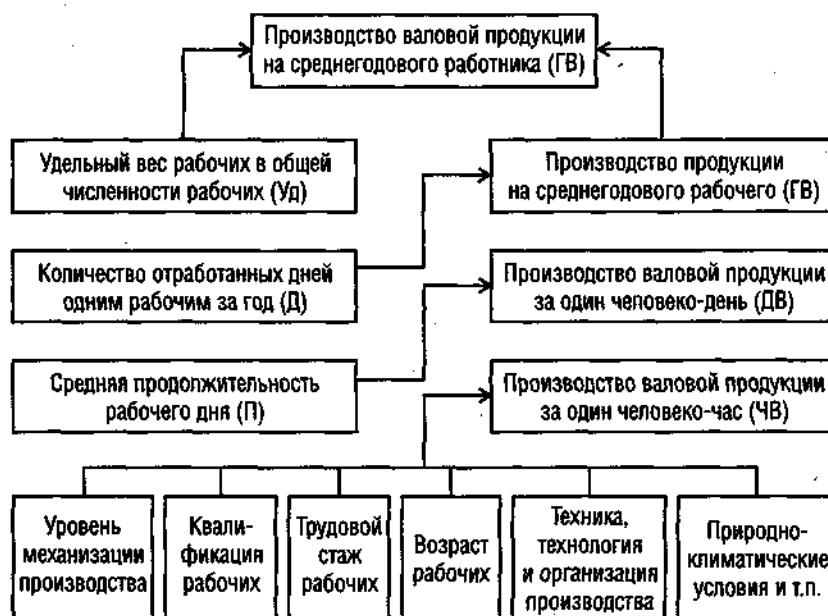 Производство валовой продукции
на среднегодового работника (ГВ)
Удельный вес рабочих в общей
численности рабочих (Уд)
Производство продукции
на среднегодового рабочего (ГВ)
Количество отработанных дней
одним рабочим за год (Д)
Производство валовой продукции
за один человеко-день (ДВ)
Средняя продолжительность
рабочего дня (П)
Производство валовой продукции
за один человеко-час (ЧВ)
Уровень
механизации
производства
Квали-
фикация
рабочих
Трудовой
стаж
рабочих
Возраст
рабочих
Техника,
технология
и организация
производства
Природно-
климатические
условия и т.п.